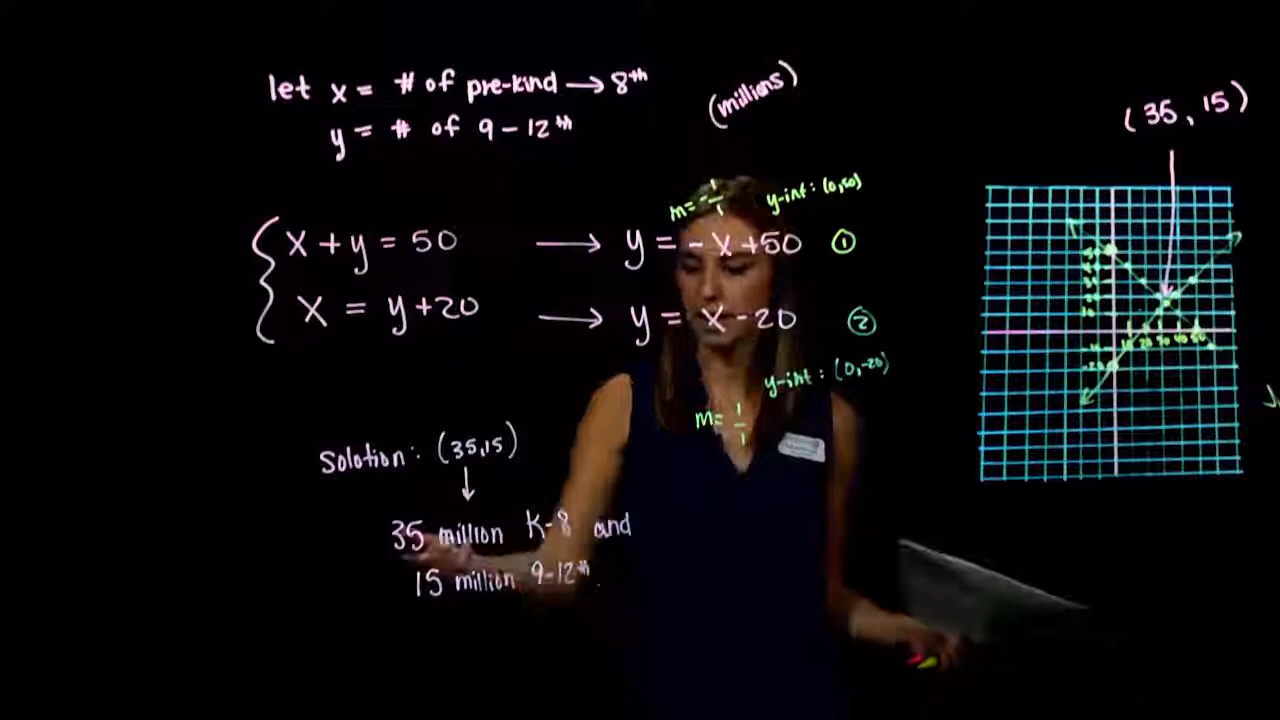 let x = # of pre-kind → 8ᵗʰ
y = # of 9-12ᵗʰ
(millions)
(35, 15)
m = -1/1 y-int: (0,50)
x + y = 50 → y = -x+50 ①
x = y+20 → y = x-20 ②
y-int: (0,-20)
m = 1/1
Solution: (35,15)
↓
35 million K-8 and
15 million 9-12ᵗʰ.